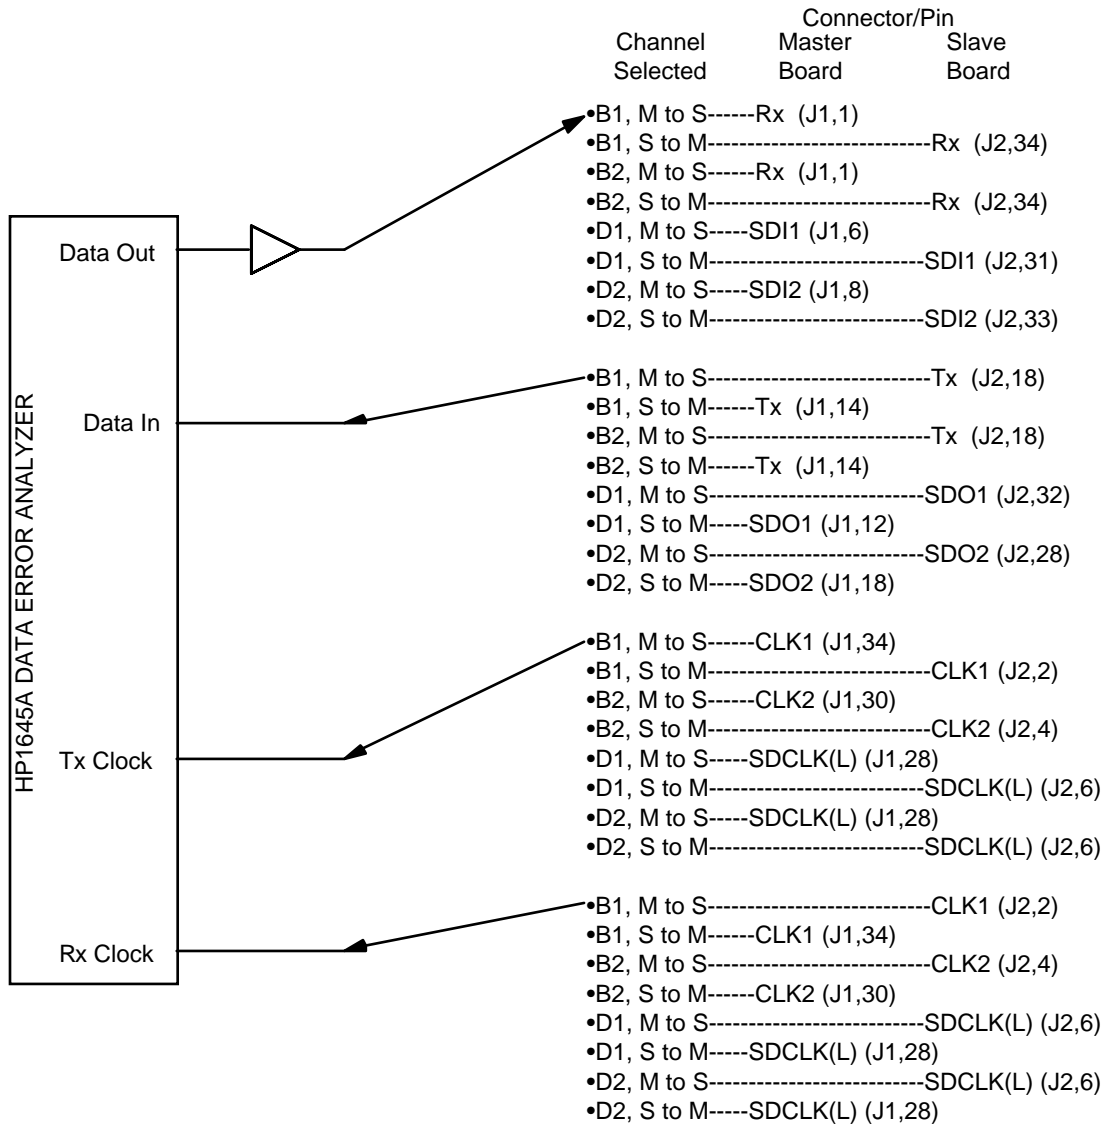 Connector/Pin
Channel Master Slave
Selected Board Board
•B1, M to S------Rx (J1,1)
•B1, S to M----------------------------Rx (J2,34)
•B2, M to S------Rx (J1,1)
•B2, S to M----------------------------Rx (J2,34)
•D1, M to S-----SDI1 (J1,6)
•D1, S to M---------------------------SDI1 (J2,31)
•D2, M to S-----SDI2 (J1,8)
•D2, S to M---------------------------SDI2 (J2,33)
Data Out
•B1, M to S----------------------------Tx (J2,18)
•B1, S to M------Tx (J1,14)
•B2, M to S----------------------------Tx (J2,18)
•B2, S to M------Tx (J1,14)
•D1, M to S---------------------------SDO1 (J2,32)
•D1, S to M-----SDO1 (J1,12)
•D2, M to S---------------------------SDO2 (J2,28)
•D2, S to M-----SDO2 (J1,18)
Data In
HP1645A DATA ERROR ANALYZER
•B1, M to S------CLK1 (J1,34)
•B1, S to M----------------------------CLK1 (J2,2)
•B2, M to S------CLK2 (J1,30)
•B2, S to M----------------------------CLK2 (J2,4)
•D1, M to S-----SDCLK(L) (J1,28)
•D1, S to M---------------------------SDCLK(L) (J2,6)
•D2, M to S-----SDCLK(L) (J1,28)
•D2, S to M---------------------------SDCLK(L) (J2,6)
Tx Clock
•B1, M to S----------------------------CLK1 (J2,2)
•B1, S to M------CLK1 (J1,34)
•B2, M to S----------------------------CLK2 (J2,4)
•B2, S to M------CLK2 (J1,30)
•D1, M to S---------------------------SDCLK(L) (J2,6)
•D1, S to M-----SDCLK(L) (J1,28)
•D2, M to S---------------------------SDCLK(L) (J2,6)
•D2, S to M-----SDCLK(L) (J1,28)
Rx Clock